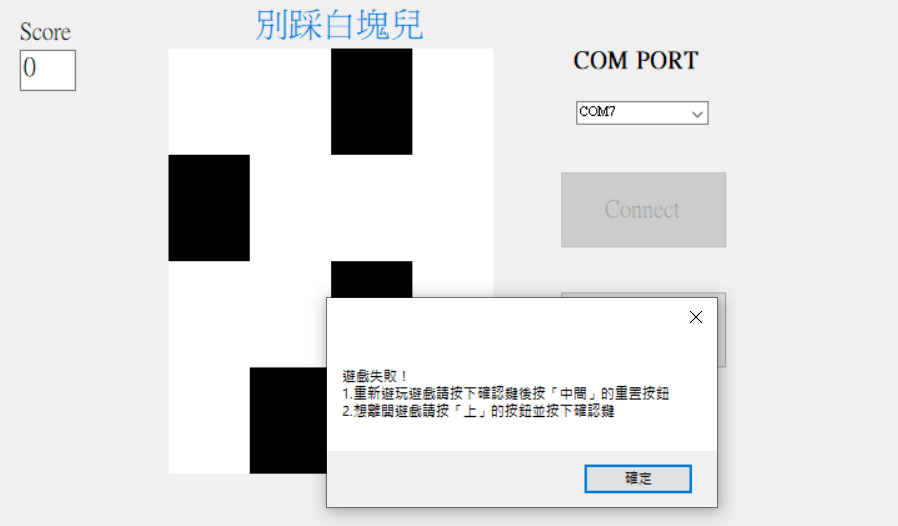 Score
0
別踩白塊兒
COM PORT
COM7
Connect
遊戲失敗！
1.重新遊玩遊戲請按下確認鍵後按「中間」的重置按鈕
2.想離開遊戲請按「上」的按鈕並按下確認鍵
確定